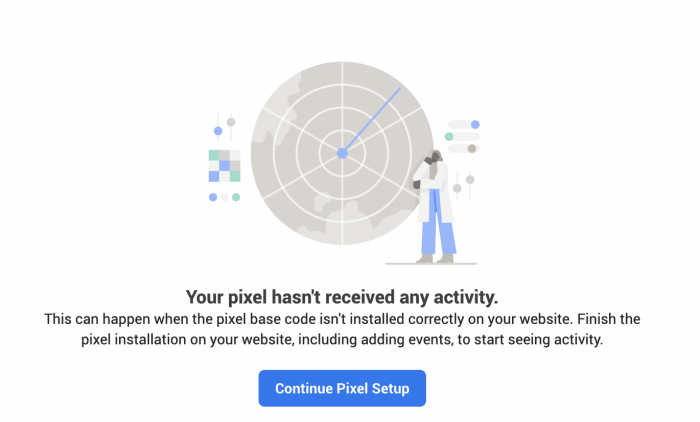 Your pixel hasn't received any activity.
This can happen when the pixel base code isn't installed correctly on your website. Finish the
pixel installation on your website, including adding events, to start seeing activity.
Continue Pixel Setup